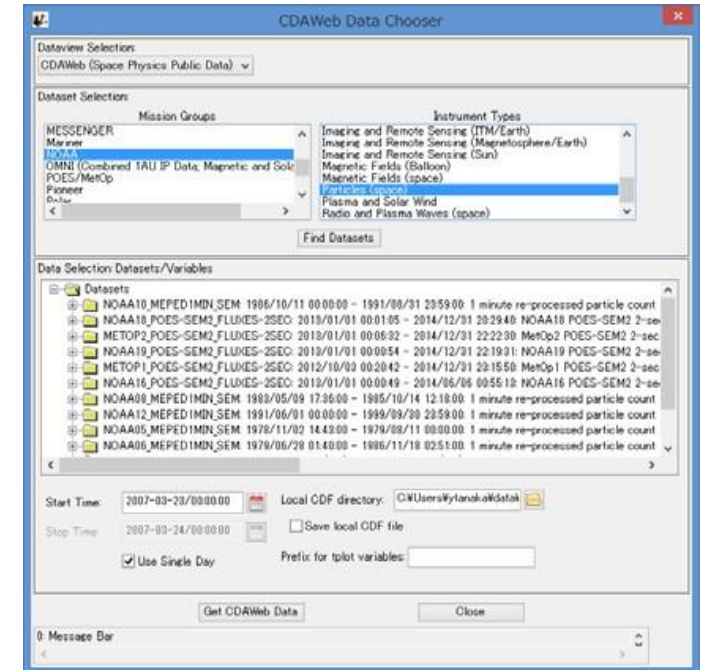 CDAWeb Data Chooser
Dataview Selection:
CDAWeb (Space Physics Public Data)
Dataset Selection:
Mission Groups
Instrument Types
MESSENGER
Mariner
NOAA
OMNI (Combined 1AU IP Data; Magnetic and Sola
POES/MetOp
Pioneer
Polar
Imaging and Remote Sensing (ITM/Earth)
Imaging and Remote Sensing (Magnetosphere/Earth)
Imaging and Remote Sensing (Sun)
Magnetic Fields (Balloon)
Magnetic Fields (space)
Particles (space)
Plasma and Solar Wind
Radio and Plasma Waves (space)
Find Datasets
Data Selection: Datasets/Variables
Datasets
NOAA10_MEPED1MIN_SEM: 1986/10/11 00:00:00 - 1991/08/31 23:59:00: 1 minute re-processed particle count
NOAA18_POES-SEM2_FLUXES-2SEC: 2013/01/01 00:01:05 - 2014/12/31 20:29:40: NOAA18 POES-SEM2 2-se
METOP2_POES-SEM2_FLUXES-2SEC: 2013/01/01 00:06:32 - 2014/12/31 22:22:30: MetOp2 POES-SEM2 2-sec
NOAA19_POES-SEM2_FLUXES-2SEC: 2013/01/01 00:00:54 - 2014/12/31 22:19:31: NOAA19 POES-SEM2 2-se
METOP1_POES-SEM2_FLUXES-2SEC: 2012/10/03 00:20:42 - 2014/12/31 23:15:50: MetOp1 POES-SEM2 2-sec
NOAA16_POES-SEM2_FLUXES-2SEC: 2013/01/01 00:00:49 - 2014/06/06 00:55:13: NOAA16 POES-SEM2 2-se
NOAA08_MEPED1MIN_SEM: 1983/05/09 17:36:00 - 1985/10/14 12:18:00: 1 minute re-processed particle count
NOAA12_MEPED1MIN_SEM: 1991/06/01 00:00:00 - 1999/09/30 23:59:00: 1 minute re-processed particle count
NOAA05_MEPED1MIN_SEM: 1978/11/02 14:43:00 - 1979/08/11 00:00:00: 1 minute re-processed particle count
NOAA06_MEPED1MIN_SEM: 1979/06/28 01:40:00 - 1986/11/18 02:51:00: 1 minute re-processed particle count
Start Time:
2007-03-23/00:00:00
Local CDF directory:
C:¥Users¥ytanaka¥data¥
Stop Time:
2007-03-24/00:00:00
Save local CDF file
Use Single Day
Prefix for tplot variables:
Get CDAWeb Data
Close
0: Message Bar